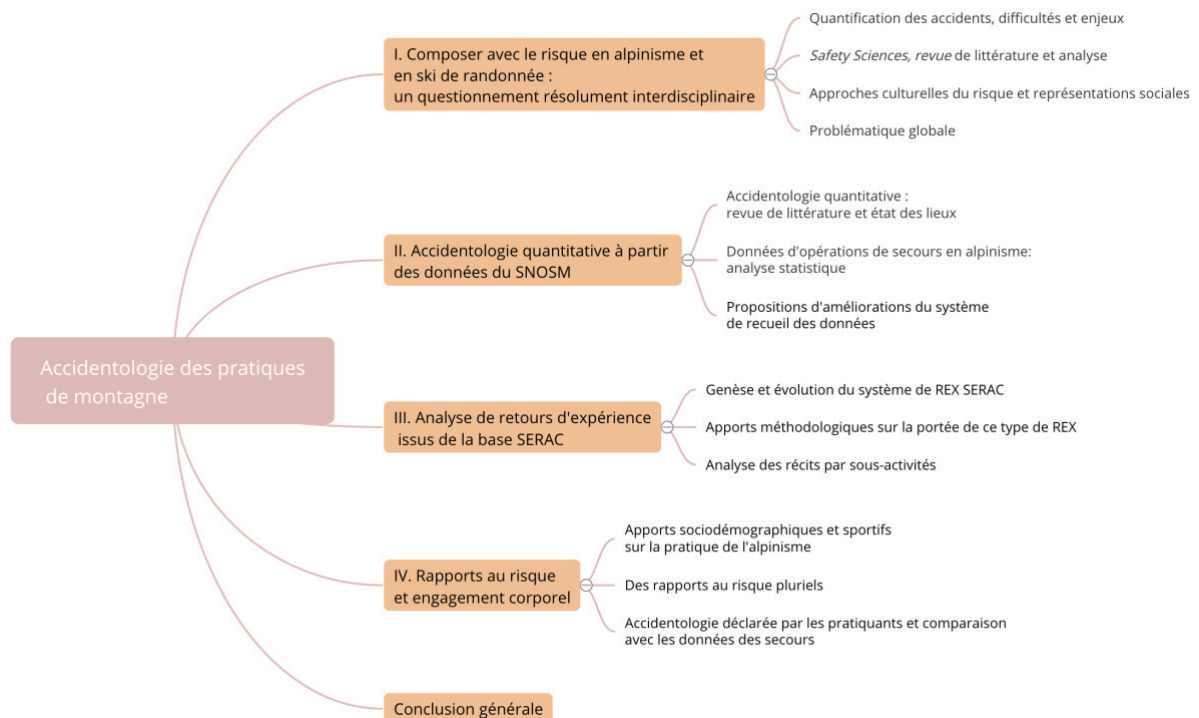 Accidentologie des pratiques
de montagne
I. Composer avec le risque en alpinisme et
en ski de randonnée :
un questionnement résolument interdisciplinaire
Quantification des accidents, difficultés et enjeux
Safety Sciences, revue de littérature et analyse
Approches culturelles du risque et représentations sociales
Problématique globale
II. Accidentologie quantitative à partir
des données du SNOSM
Accidentologie quantitative :
revue de littérature et état des lieux
Données d'opérations de secours en alpinisme:
analyse statistique
Propositions d'améliorations du système
de recueil des données
III. Analyse de retours d'expérience
issus de la base SERAC
Genèse et évolution du système de REX SERAC
Apports méthodologiques sur la portée de ce type de REX
Analyse des récits par sous-activités
IV. Rapports au risque
et engagement corporel
Apports sociodémographiques et sportifs
sur la pratique de l'alpinisme
Des rapports au risque pluriels
Accidentologie déclarée par les pratiquants et comparaison
avec les données des secours
Conclusion générale